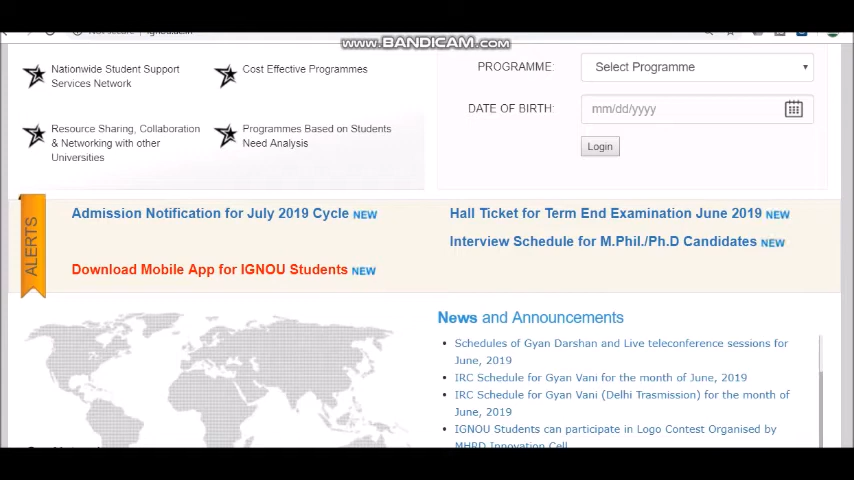 www.BANDICAM.com
Not secure
Nationwide Student Support
Services Network
Cost Effective Programmes
Resource Sharing, Collaboration
& Networking with other
Universities
Programmes Based on Students
Need Analysis
PROGRAMME:
Select Programme
DATE OF BIRTH:
mm/dd/yyyy
Login
ALERTS
Admission Notification for July 2019 Cycle NEW
Download Mobile App for IGNOU Students NEW
Hall Ticket for Term End Examination June 2019 NEW
Interview Schedule for M.Phil./Ph.D Candidates NEW
News and Announcements
Schedules of Gyan Darshan and Live teleconference sessions for
June, 2019
IRC Schedule for Gyan Vani for the month of June, 2019
IRC Schedule for Gyan Vani (Delhi Trasmission) for the month of
June, 2019
IGNOU Students can participate in Logo Contest Organised by
MHRD Innovation Cell